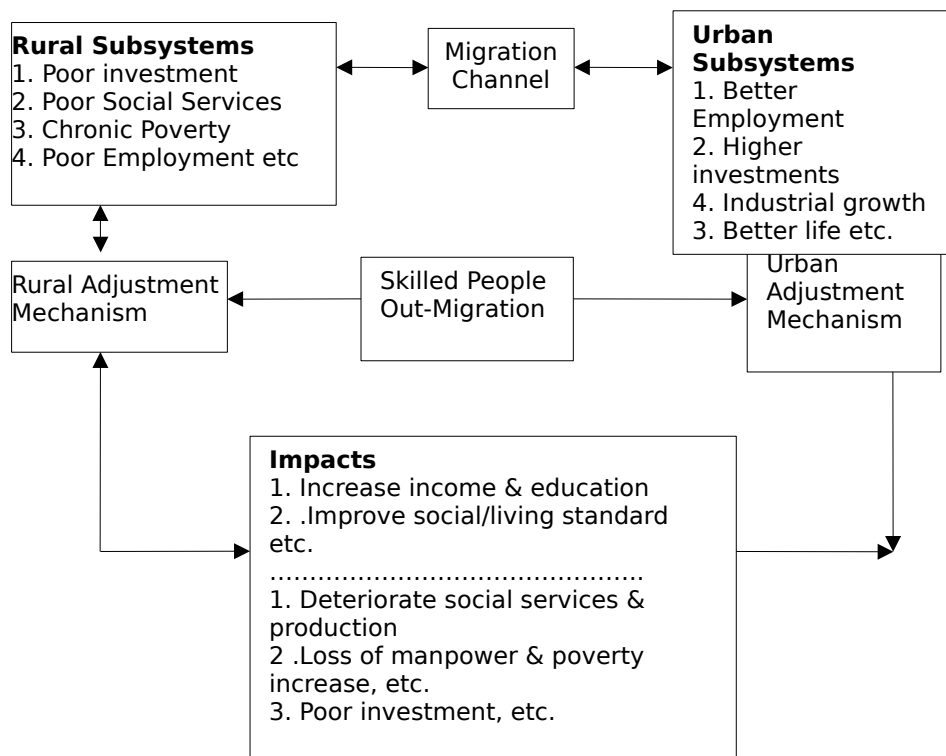 Rural Subsystems
1. Poor investment
2. Poor Social Services
3. Chronic Poverty
4. Poor Employment etc
Migration
Channel
Urban
Subsystems
1. Better
Employment
2. Higher
investments
4. Industrial growth
3. Better life etc.
Rural Adjustment
Mechanism
Skilled People
Out-Migration
Urban
Adjustment
Mechanism
Impacts
1. Increase income & education
2. .Improve social/living standard
etc.
...............................................
1. Deteriorate social services &
production
2 .Loss of manpower & poverty
increase, etc.
3. Poor investment, etc.